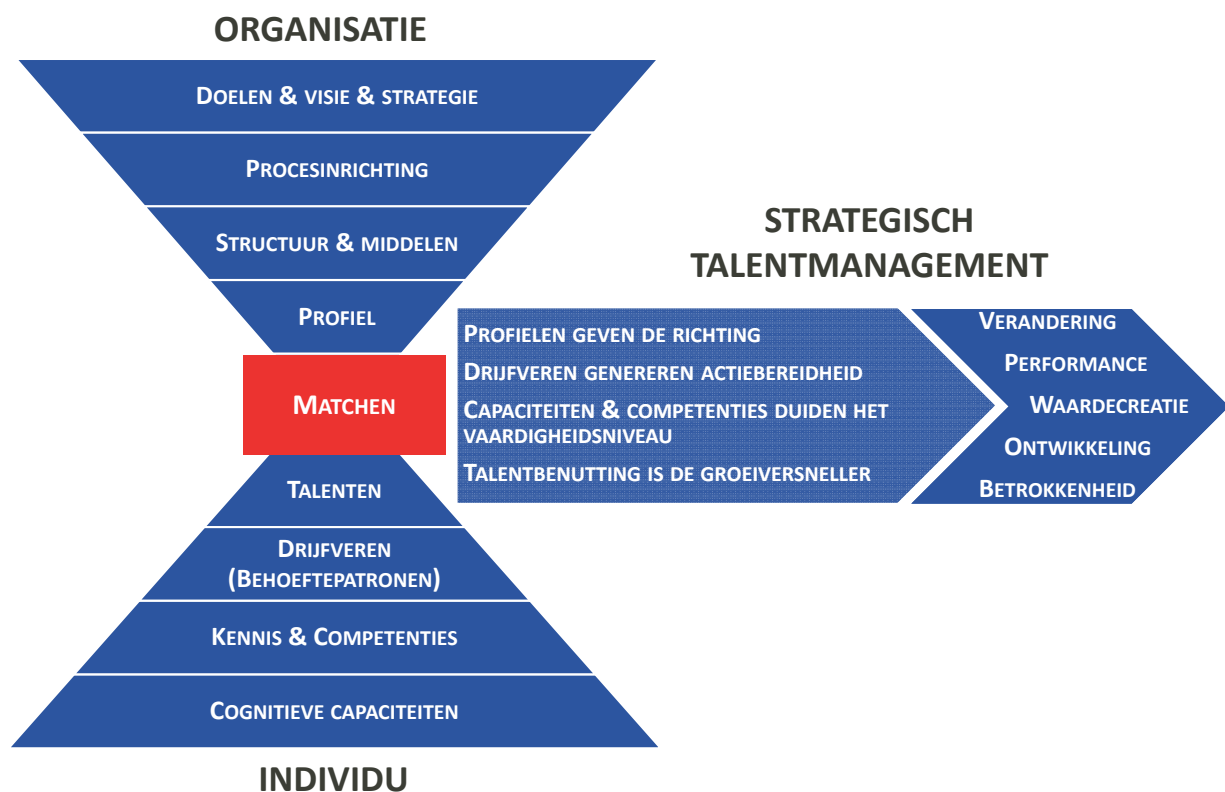 ORGANISATIE
DOELEN & VISIE & STRATEGIE
PROCESINRICHTING
STRUCTUUR & MIDDELEN
PROFIEL
MATCHEN
TALENTEN
DRIJFVEREN
(BEHOEFTEPATRONEN)
KENNIS & COMPETENTIES
COGNITIEVE CAPACITEITEN
INDIVIDU
STRATEGISCH
TALENTMANAGEMENT
PROFIELEN GEVEN DE RICHTING
DRIJFVEREN GENEREREN ACTIEBEREIDHEID
CAPACITEITEN & COMPETENTIES DUIDEN HET
VAARDIGHEIDSNIVEAU
TALENTBENUTTING IS DE GROEIVERSNELLER
VERANDERING
PERFORMANCE
WAARDECREATIE
ONTWIKKELING
BETROKKENHEID